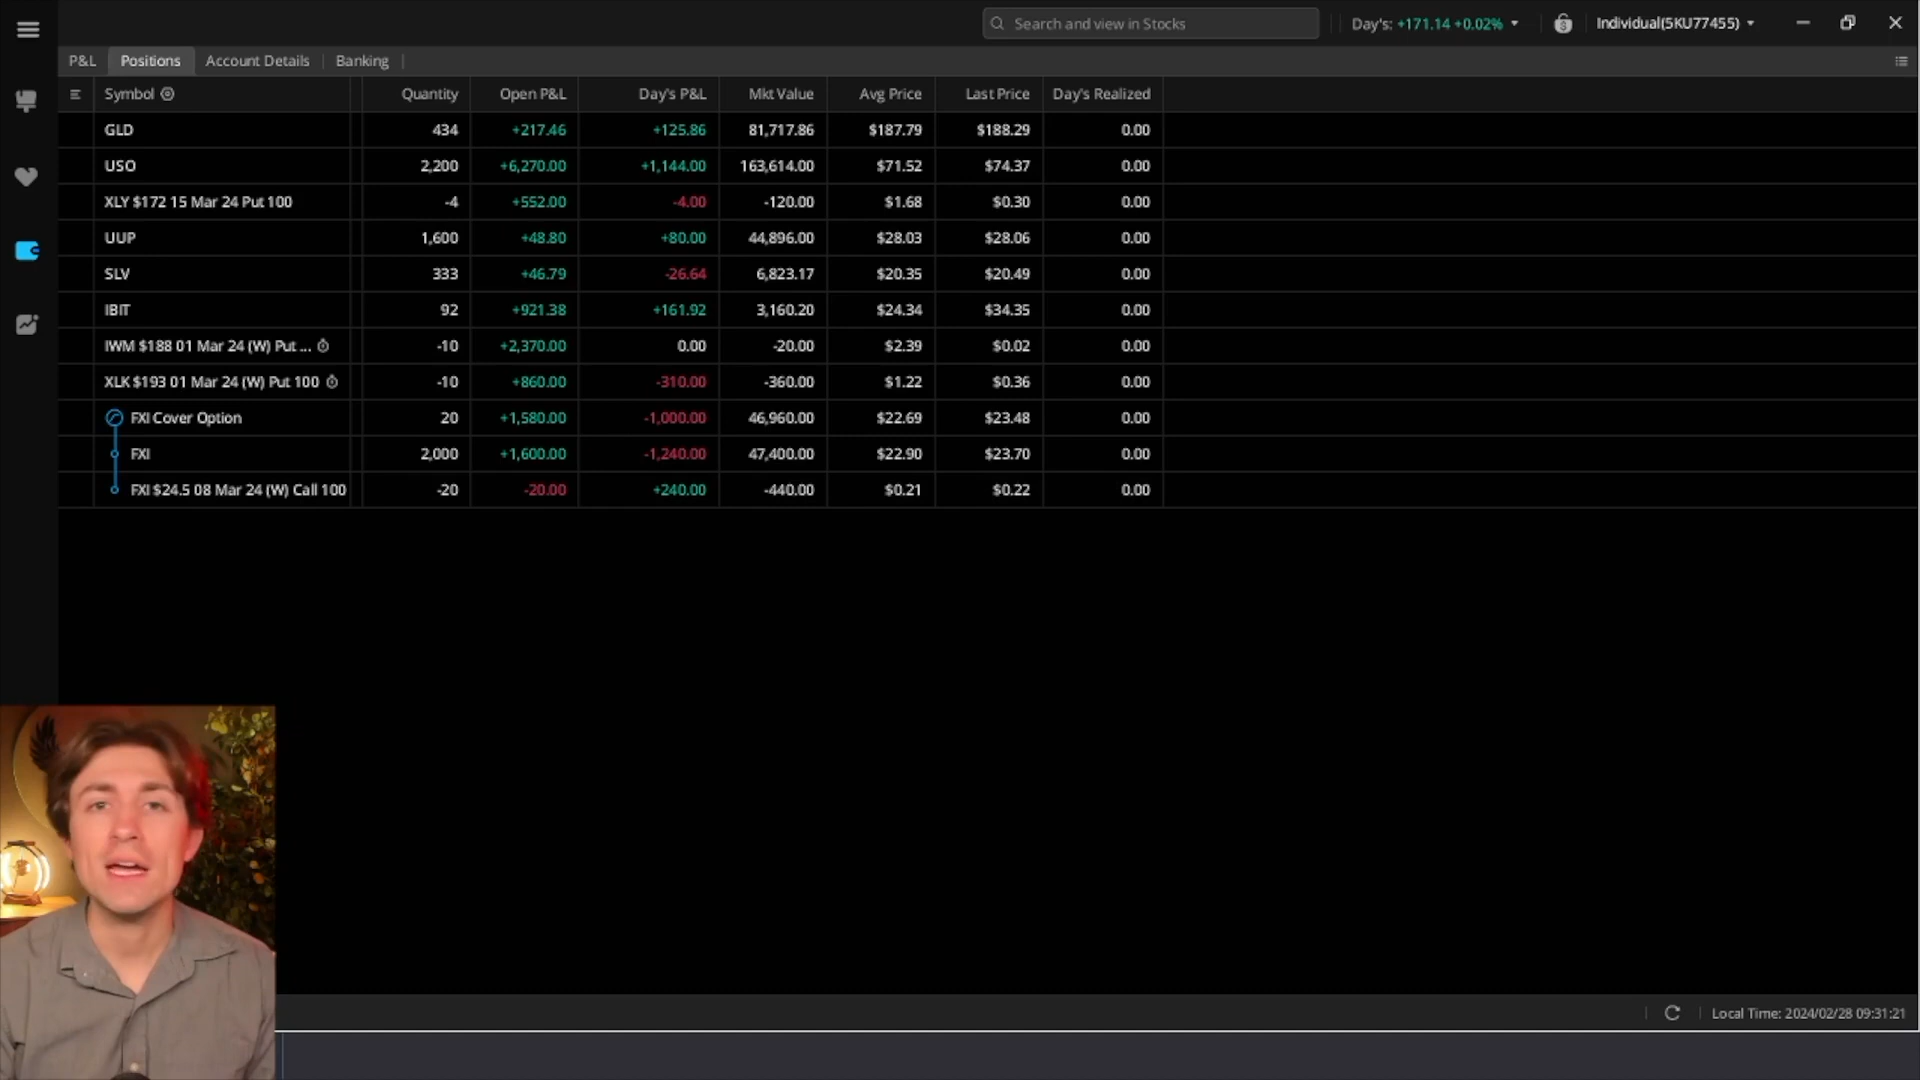 Search and view in Stocks Day's: +171.14 +0.02% 3 Individual(5KU77455)
P&L Positions Account Details Banking
Symbol Quantity Open P&L Day's P&L Mkt Value Avg Price Last Price Day's Realized
GLD 434 +217.46 +125.86 81,717.86 $187.79 $188.29 0.00
USO 2,200 +6,270.00 +1,144.00 163,614.00 $71.52 $74.37 0.00
XLY $172 15 Mar 24 Put 100 -4 +552.00 -4.00 -120.00 $1.68 $0.30 0.00
UUP 1,600 +48.80 +80.00 44,896.00 $28.03 $28.06 0.00
SLV 333 +46.79 -26.64 6,823.17 $20.35 $20.49 0.00
IBIT 92 +921.38 +161.92 3,160.20 $24.34 $34.35 0.00
IWM $188 01 Mar 24 (W) Put ... -10 +2,370.00 0.00 -20.00 $2.39 $0.02 0.00
XLK $193 01 Mar 24 (W) Put 100 -10 +860.00 -310.00 -360.00 $1.22 $0.36 0.00
FXI Cover Option 20 +1,580.00 -1,000.00 46,960.00 $22.69 $23.48 0.00
FXI 2,000 +1,600.00 -1,240.00 47,400.00 $22.90 $23.70 0.00
FXI $24.5 08 Mar 24 (W) Call 100 -20 -20.00 +240.00 -440.00 $0.21 $0.22 0.00
Local Time: 2024/02/28 09:31:21